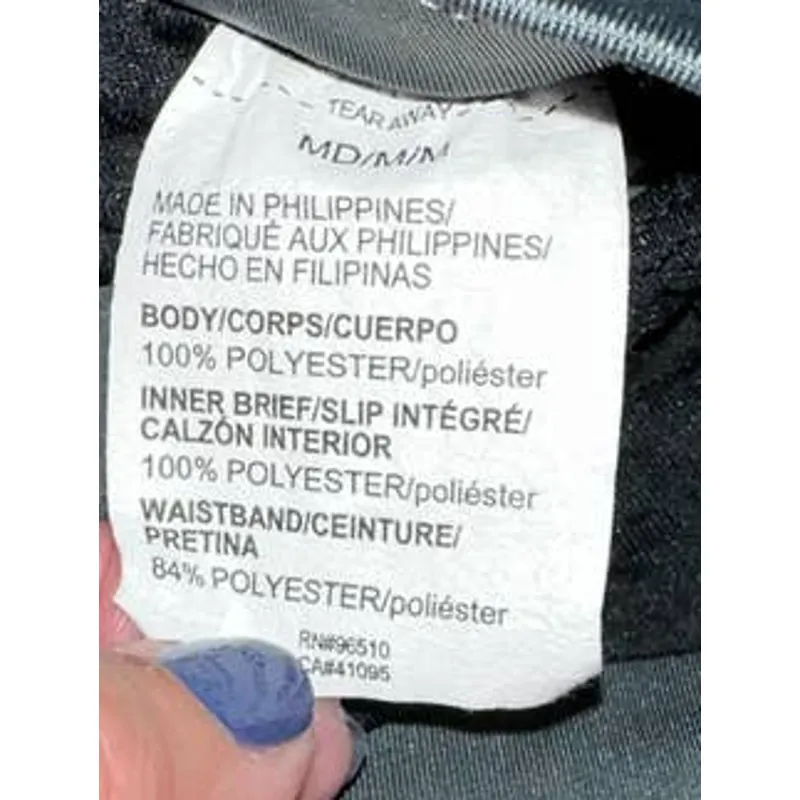 TEAR AWAY
MD/M/M
MADE IN PHILIPPINES/
FABRIQUÉ AUX PHILIPPINES/
HECHO EN FILIPINAS
BODY/CORPS/CUERPO
100% POLYESTER/poliéster
INNER BRIEF/SLIP INTÉGRÉ/
CALZÓN INTERIOR
100% POLYESTER/poliéster
WAISTBAND/CEINTURE/
PRETINA
84% POLYESTER/poliéster
RN#96510
CA#41095